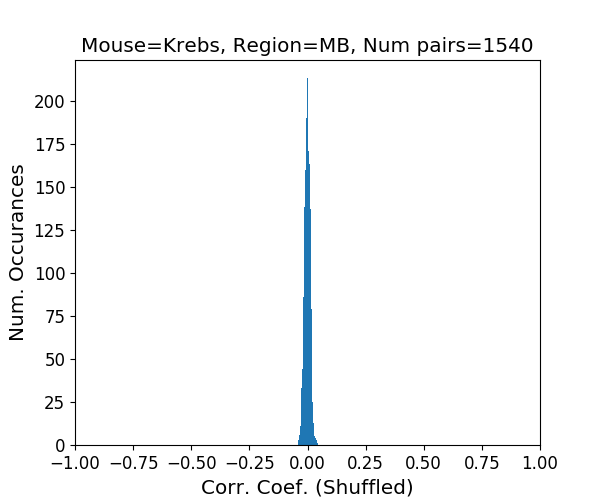 Mouse=Krebs, Region=MB, Num pairs=1540
200
175
150
125
100
75
50
25
0
Num. Occurances
−1.00 −0.75 −0.50 −0.25 0.00 0.25 0.50 0.75 1.00
Corr. Coef. (Shuffled)